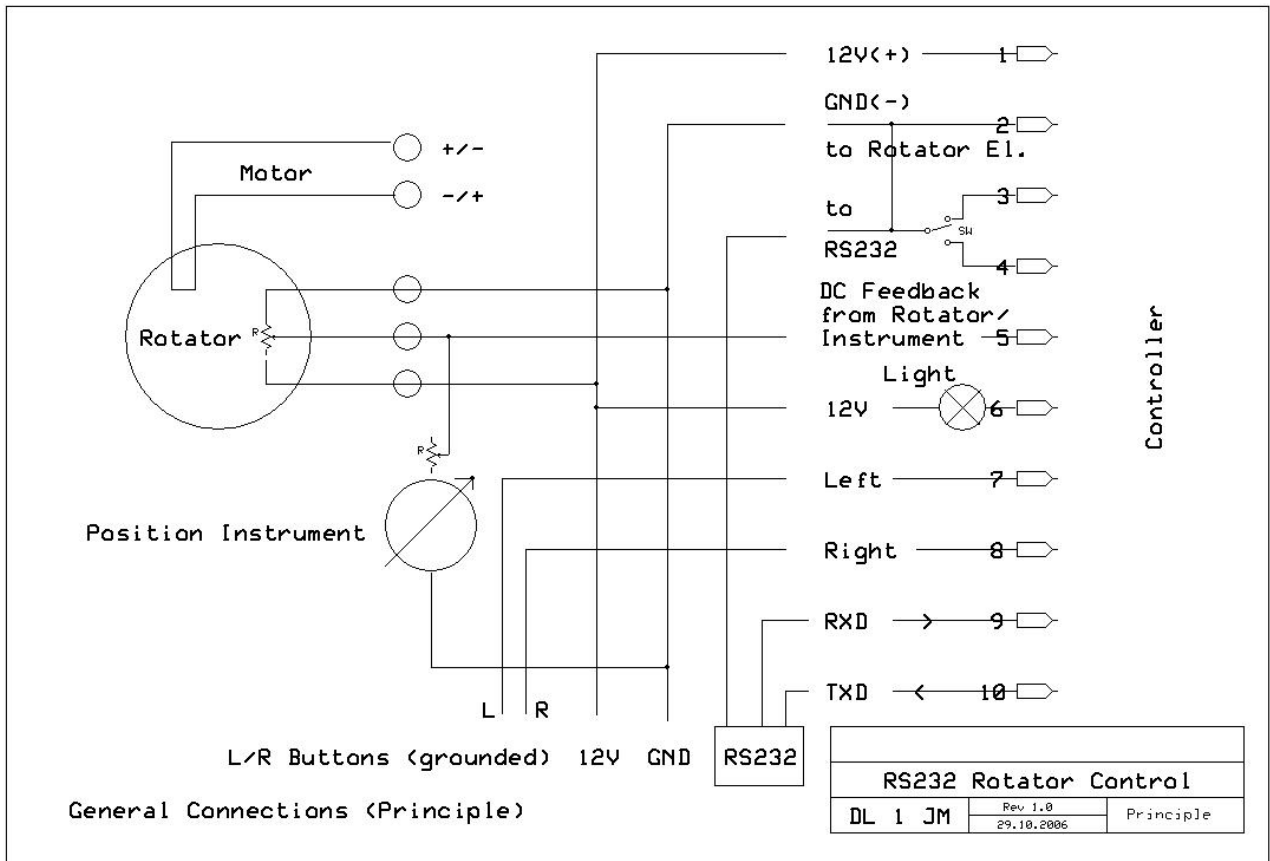 12V(+)
1
GND(-)
2
to Rotator El.
+/-
Motor
-/+
3
to
SW
RS232
4
DC Feedback
from Rotator/
Instrument
5
Rotator
R
Light
12V
6
Controller
R
Left
7
Position Instrument
Right
8
RXD
9
TXD
10
L
R
L/R Buttons (grounded)
12V
GND
RS232
RS232 Rotator Control
DL 1 JM
Rev 1.0
29.10.2006
Principle
General Connections (Principle)